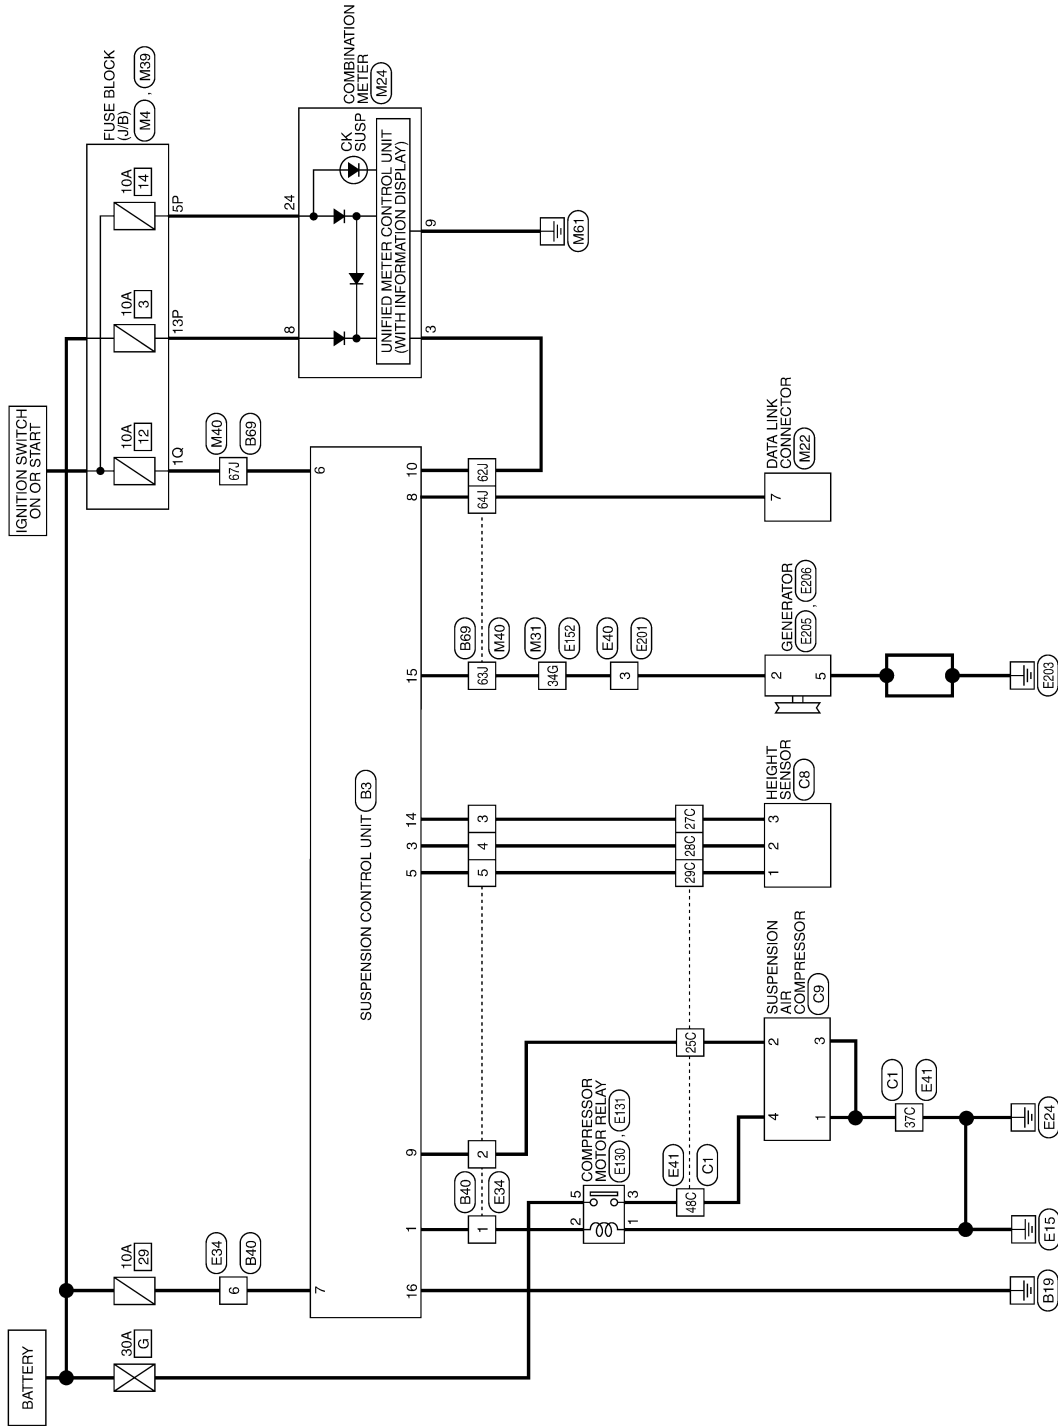 BATTERY
IGNITION SWITCH
ON OR START
30A
G
10A
29
10A
12
10A
3
10A
14
FUSE BLOCK
(J/B)
M4 , M39
1Q
13P
5P
E34
6
B40
M40
67J
B69
8
24
COMBINATION
METER
M24
CK
SUSP
UNIFIED METER CONTROL UNIT
(WITH INFORMATION DISPLAY)
3
9
M61
7
6
SUSPENSION CONTROL UNIT
B3
16
1
9
5
3
14
15
8
10
B40
1
E34
2
5
4
3
B69
63J
M40
64J
62J
M31
34G
E152
E40
3
E201
COMPRESSOR
MOTOR RELAY
E130 , E131
2
5
1
3
E41
48C
C1
25C
29C
28C
27C
SUSPENSION
AIR
COMPRESSOR
C9
4
2
1
3
HEIGHT
SENSOR
C8
1
2
3
GENERATOR
E205 , E206
2
5
DATA LINK
CONNECTOR
M22
7
C1
37C
E41
B19
E15
E24
E203